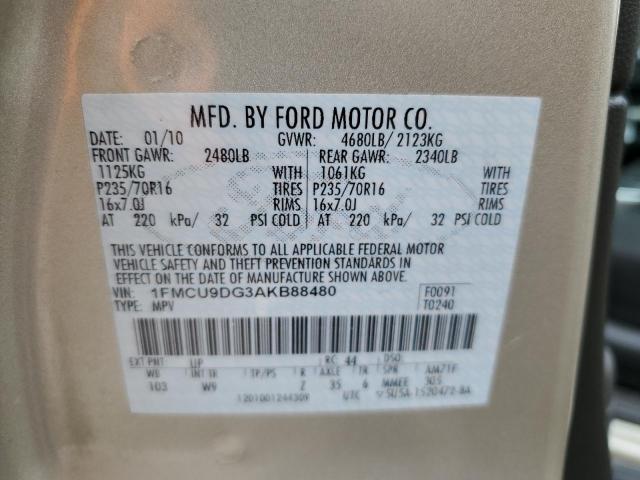 MFD. BY FORD MOTOR CO.
DATE: 01/10 GVWR: 4680LB/ 2123KG
FRONT GAWR: 2480LB REAR GAWR: 2340LB
1125KG WITH 1061KG WITH
P235/70R16 TIRES P235/70R16 TIRES
16x7.0J RIMS 16x7.0J RIMS
AT 220 kPa/ 32 PSI COLD AT 220 kPa/ 32 PSI COLD
THIS VEHICLE CONFORMS TO ALL APPLICABLE FEDERAL MOTOR
VEHICLE SAFETY AND THEFT PREVENTION STANDARDS IN
EFFECT ON THE DATE OF MANUFACTURE SHOWN ABOVE.
VIN: 1FMCU9DG3AKB88480 F0091
TYPE: MPV T0240
EXT PNT: UP RC: 44 DSO:
WB INT TR TP/PS R AXLE TR SPR
103 W9 Z 35 6 MMEE
1201001244309 UTC 5U5A-1520472-BA